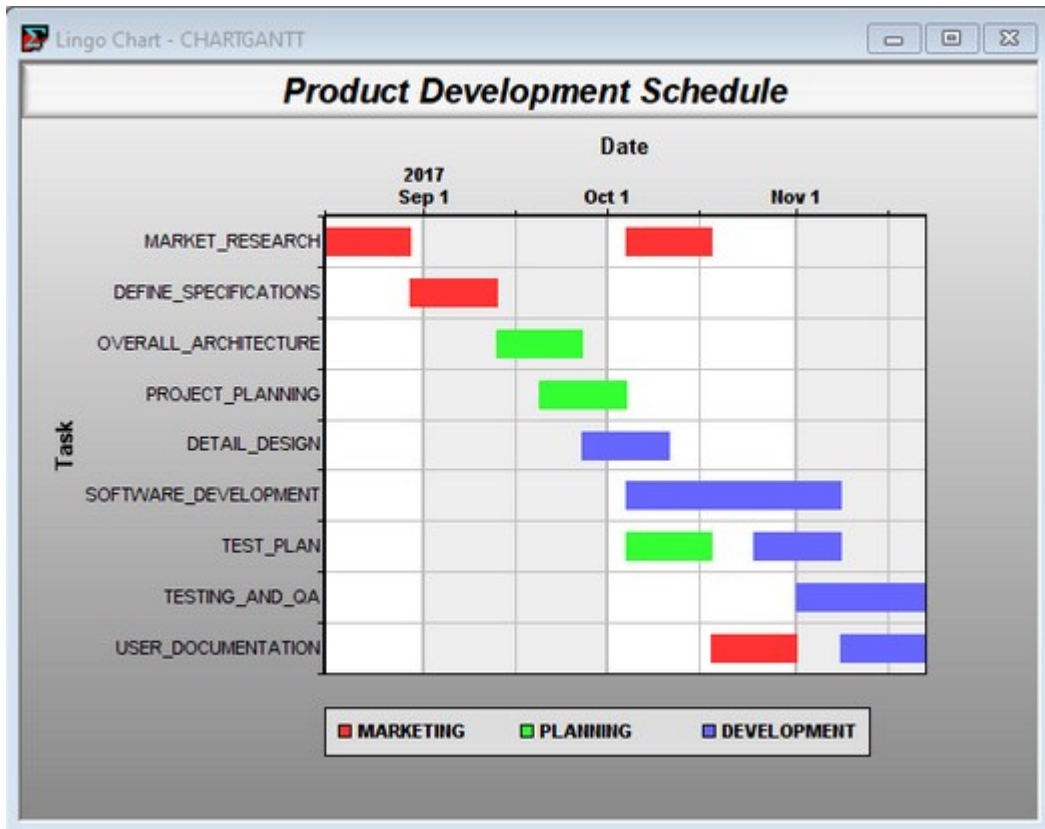 Lingo Chart - CHARTGANTT
Product Development Schedule
Date
2017
Sep 1 Oct 1 Nov 1
Task
MARKET_RESEARCH
DEFINE_SPECIFICATIONS
OVERALL_ARCHITECTURE
PROJECT_PLANNING
DETAIL_DESIGN
SOFTWARE_DEVELOPMENT
TEST_PLAN
TESTING_AND_QA
USER_DOCUMENTATION
MARKETING PLANNING DEVELOPMENT